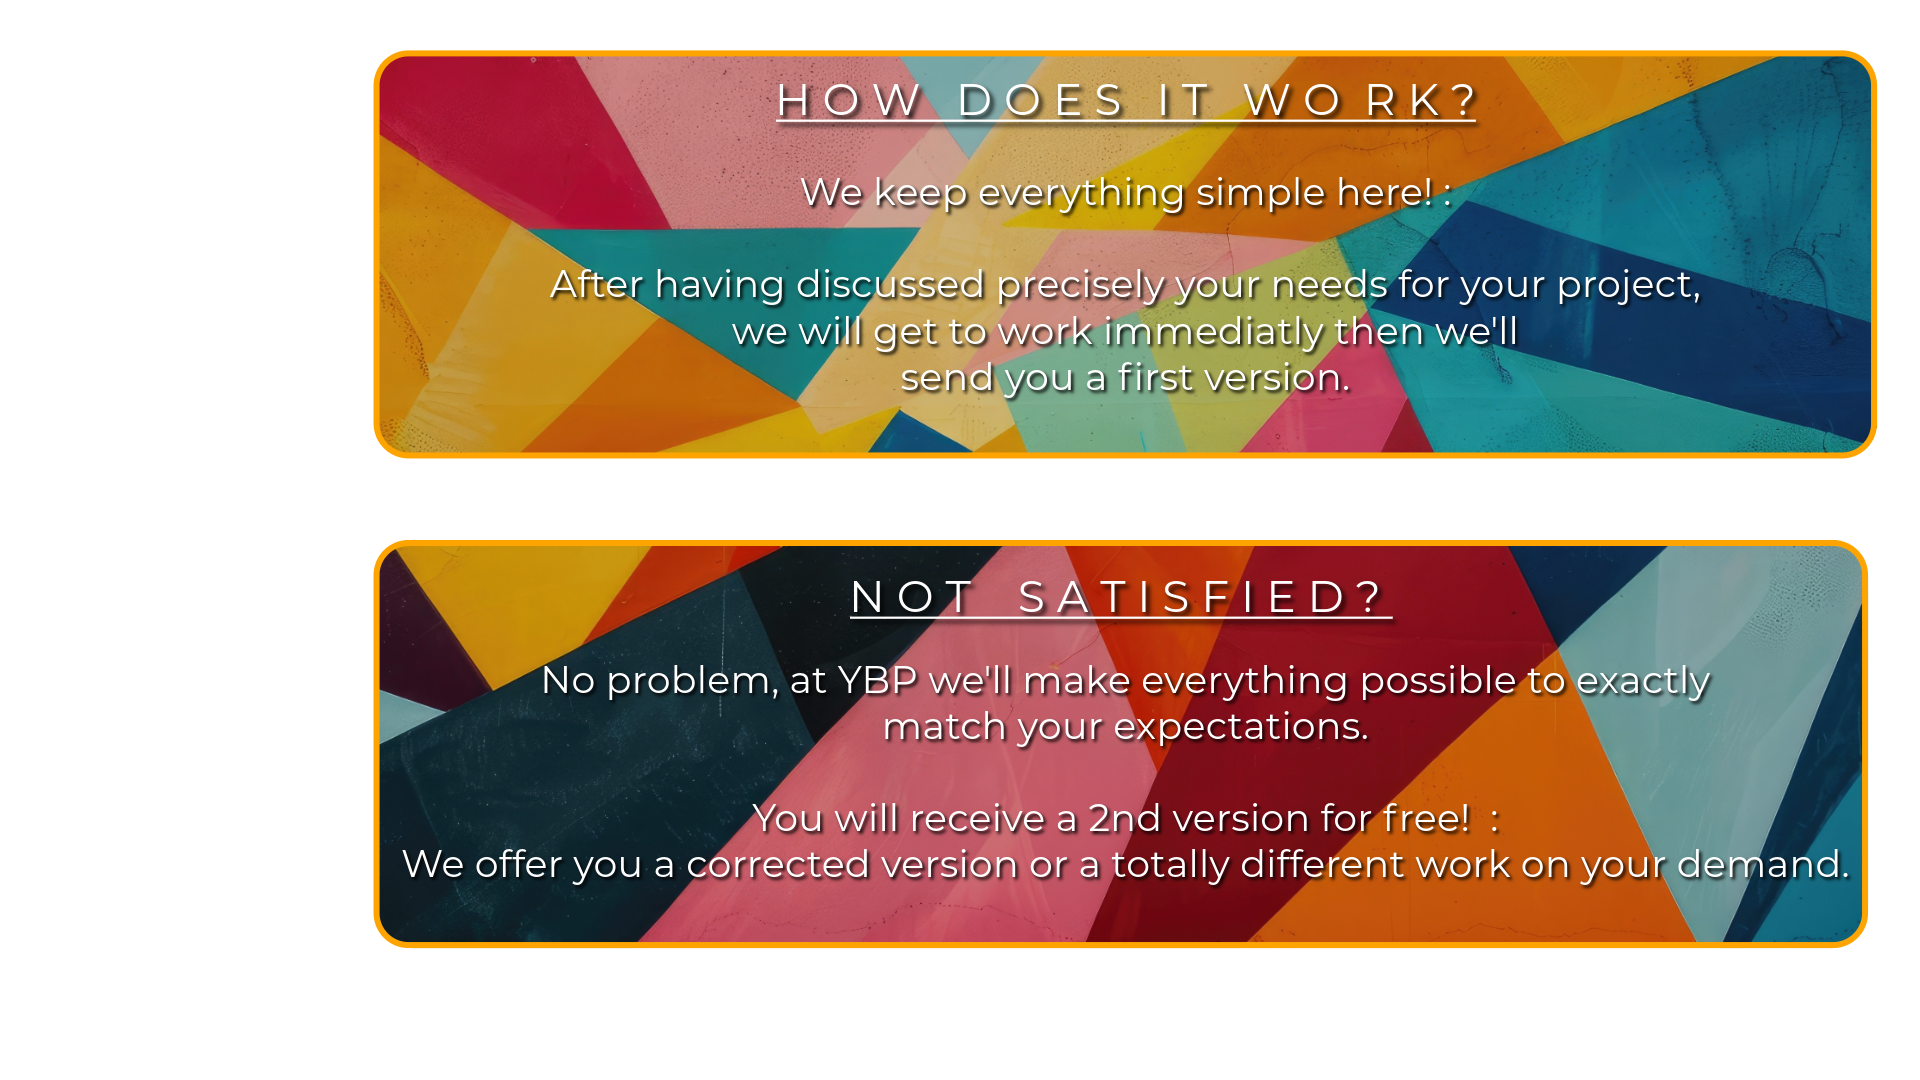 HOW DOES IT WORK?
We keep everything simple here! :
After having discussed precisely your needs for your project,
we will get to work immediatly then we'll
send you a first version.
NOT SATISFIED?
No problem, at YBP we'll make everything possible to exactly
match your expectations.
You will receive a 2nd version for free! :
We offer you a corrected version or a totally different work on your demand.